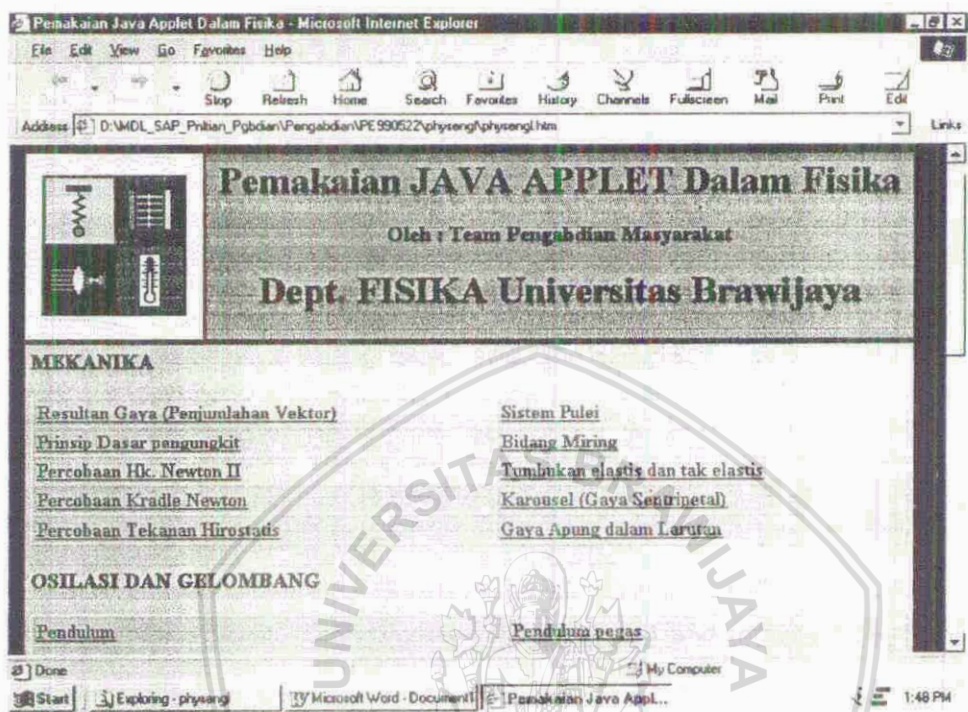 Pemakaian Java Applet Dalam Fisika - Microsoft Internet Explorer
File Edit View Go Favorites Help
Stop Refresh Home Search Favorites History Channels Fullscreen Mail Print Edit
Address D:\MDL_SAP_Pnltian_Pgbdian\Pengabdian\PE990522\physengl\physengl.htm Links
Pemakaian JAVA APPLET Dalam Fisika
Oleh : Team Pengabdian Masyarakat
Dept. FISIKA Universitas Brawijaya
MEKANIKA
Resultan Gaya (Penjumlahan Vektor) Sistem Pulei
Prinsip Dasar pengungkit Bidang Miring
Percobaan Hk. Newton II Tumbukan elastis dan tak elastis
Percobaan Kradle Newton Karousel (Gaya Sentripetal)
Percobaan Tekanan Hirostatis Gaya Apung dalam Larutan
OSILASI DAN GELOMBANG
Pendulum Pendulum pegas
Done My Computer
Start Exploring - physengl Microsoft Word - Document1 Pemakaian Java Appl... 1:48 PM
UNIVERSITAS BRAWIJAYA